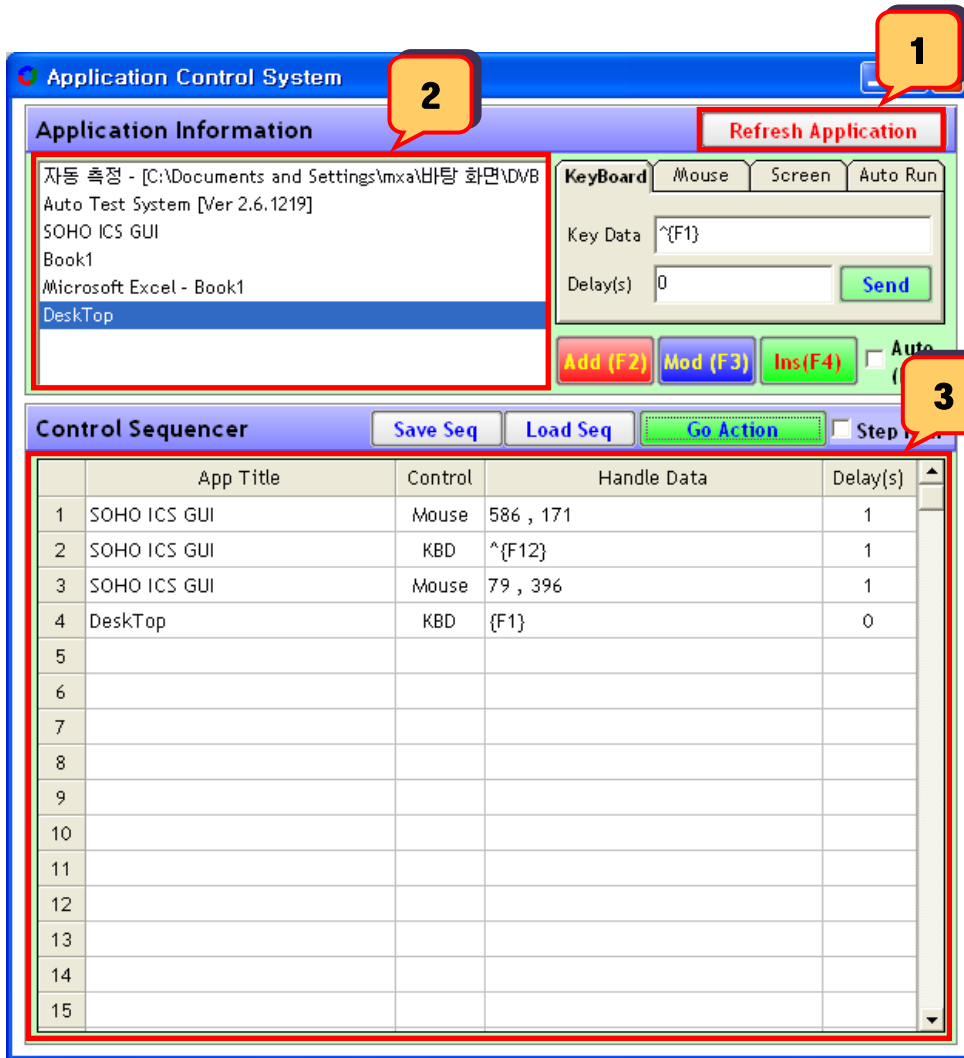 1
Application Control System
2
Application Information
Refresh Application
자동 측정 - [C:\Documents and Settings\mxa\바탕 화면\DVB
Auto Test System [Ver 2.6.1219]
SOHO ICS GUI
Book1
Microsoft Excel - Book1
DeskTop
KeyBoard Mouse Screen Auto Run
Key Data ^{F1}
Delay(s) 0 Send
Add (F2) Mod (F3) Ins(F4) Auto
3
Control Sequencer Save Seq Load Seq Go Action Step
App Title Control Handle Data Delay(s)
1 SOHO ICS GUI Mouse 586 , 171 1
2 SOHO ICS GUI KBD ^{F12} 1
3 SOHO ICS GUI Mouse 79 , 396 1
4 DeskTop KBD {F1} 0
5
6
7
8
9
10
11
12
13
14
15